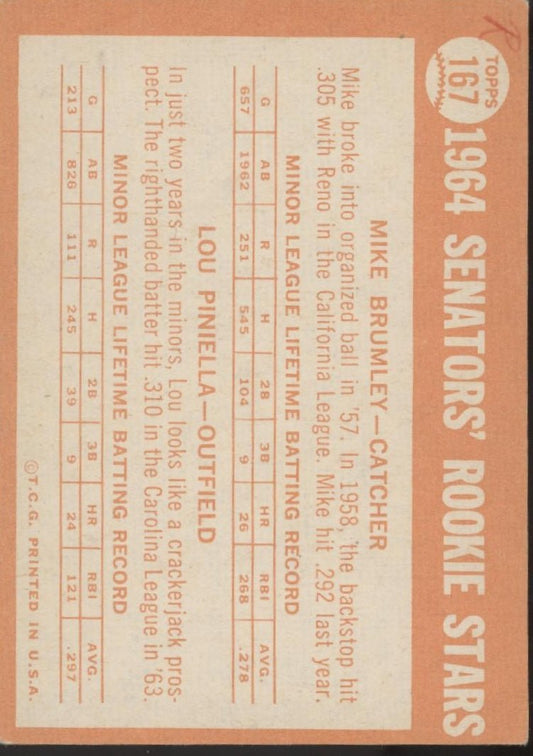 R
TOPPS
167
1964 SENATORS' ROOKIE STARS
MIKE BRUMLEY—CATCHER
Mike broke into organized ball in '57. In 1958, the backstop hit
.305 with Reno in the California League. Mike hit .292 last year.
MINOR LEAGUE LIFETIME BATTING RECORD
G AB R H 2B 3B HR RBI AVG.
657 1962 251 545 104 9 26 268 .278
LOU PINIELLA—OUTFIELD
In just two years in the minors, Lou looks like a crackerjack pros-
pect. The righthanded batter hit .310 in the Carolina League in '63.
MINOR LEAGUE LIFETIME BATTING RECORD
G AB R H 2B 3B HR RBI AVG.
213 826 111 245 39 9 24 121 .297
©T.C.G. PRINTED IN U.S.A.